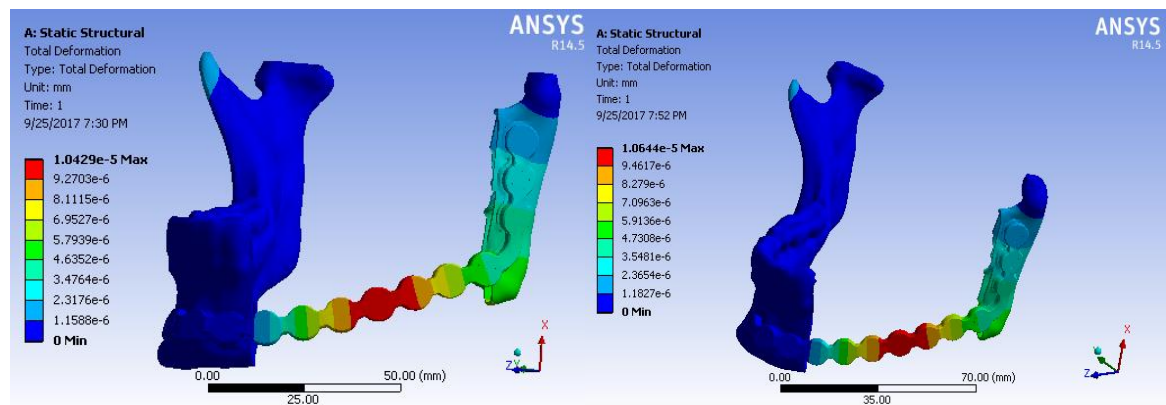 A: Static Structural
Total Deformation
Type: Total Deformation
Unit: mm
Time: 1
9/25/2017 7:30 PM
1.0429e-5 Max
9.2703e-6
8.1115e-6
6.9527e-6
5.7939e-6
4.6352e-6
3.4764e-6
2.3176e-6
1.1588e-6
0 Min
ANSYS
R14.5
0.00
50.00 (mm)
25.00
X
Y
Z
A: Static Structural
Total Deformation
Type: Total Deformation
Unit: mm
Time: 1
9/25/2017 7:52 PM
1.0644e-5 Max
9.4617e-6
8.279e-6
7.0963e-6
5.9136e-6
4.7308e-6
3.5481e-6
2.3654e-6
1.1827e-6
0 Min
ANSYS
R14.5
0.00
70.00 (mm)
35.00
Y
X
Z